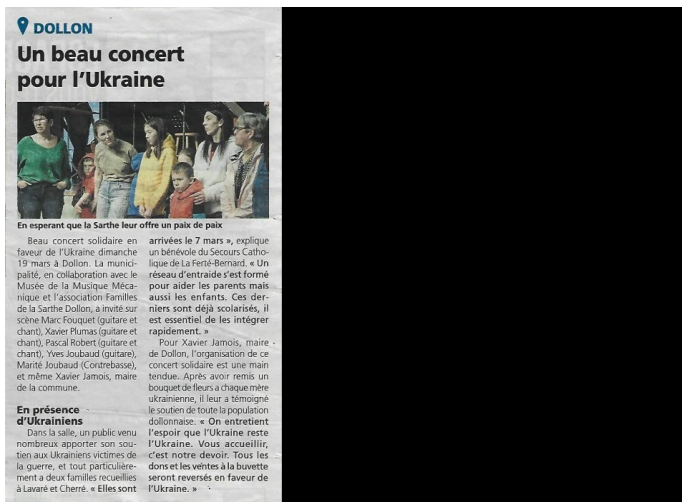 DOLLON
Un beau concert
pour l'Ukraine
En esperant que la Sarthe leur offre un paix de paix
Beau concert solidaire en
faveur de l'Ukraine dimanche
19 mars à Dollon. La munici-
palité, en collaboration avec le
Musée de la Musique Méca-
nique et l'association Familles
de la Sarthe Dollon, a invité sur
scène Marc Fouquet (guitare et
chant), Xavier Plumas (guitare et
chant), Pascal Robert (guitare et
chant), Yves Joubaud (guitare),
Marité Joubaud (Contrebasse),
et même Xavier Jamois, maire
de la commune.
En présence
d'Ukrainiens
Dans la salle, un public venu
nombreux apporter son sou-
tien aux Ukrainiens victimes de
la guerre, et tout particulière-
ment a deux familles recueillies
à Lavaré et Cherré. « Elles sont
arrivées le 7 mars », explique
un bénévole du Secours Catho-
lique de La Ferté-Bernard. « Un
réseau d'entraide s'est formé
pour aider les parents mais
aussi les enfants. Ces der-
niers sont déjà scolarisés, il
est essentiel de les intégrer
rapidement. »
Pour Xavier Jamois, maire
de Dollon, l'organisation de ce
concert solidaire est une main
tendue. Après avoir remis un
bouquet de fleurs a chaque mère
ukrainienne, il leur a témoigné
le soutien de toute la population
dollonnaise. « On entretient
l'espoir que l'Ukraine reste
l'Ukraine. Vous accueillir,
c'est notre devoir. Tous les
dons et les ventes à la buvette
seront reversés en faveur de
l'Ukraine. »